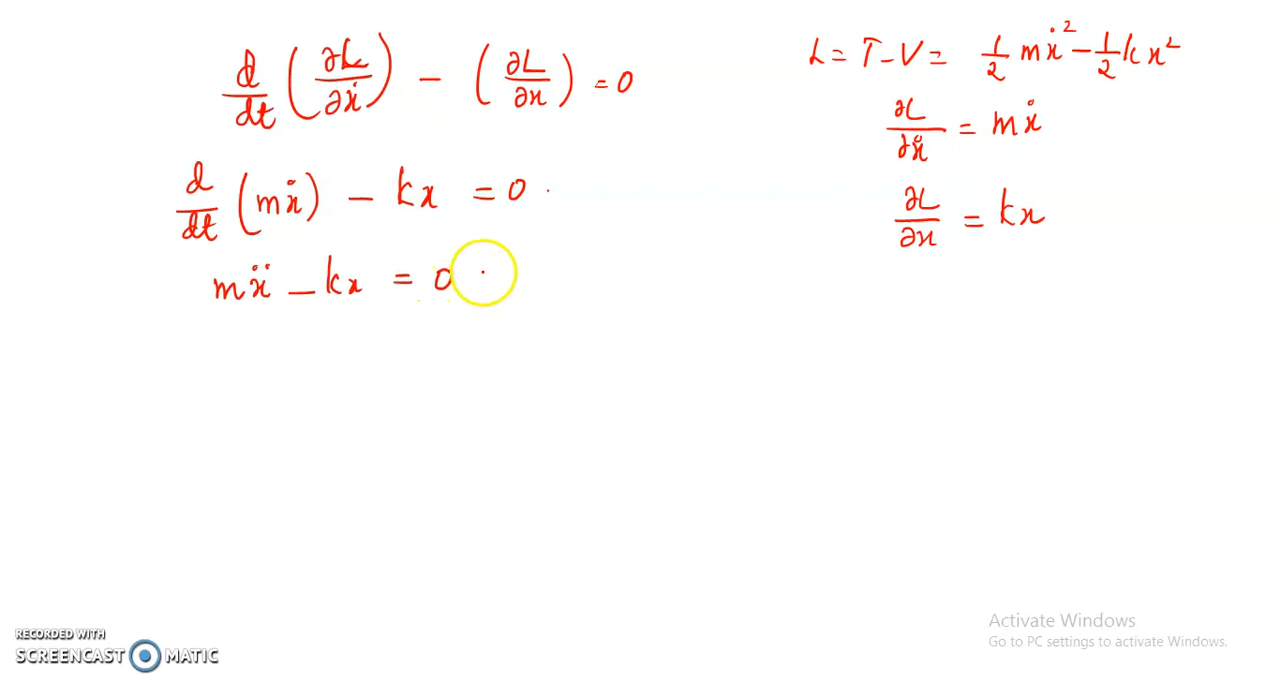 d/dt (∂L/∂ẋ) − (∂L/∂x) = 0
d/dt (mẋ) − kx = 0 .
mẍ − kx = 0
L = T − V = 1/2 mẋ² − 1/2 kx²
∂L/∂ẋ = mẋ
∂L/∂x = kx
Activate Windows
Go to PC settings to activate Windows.
RECORDED WITH
SCREENCAST MATIC